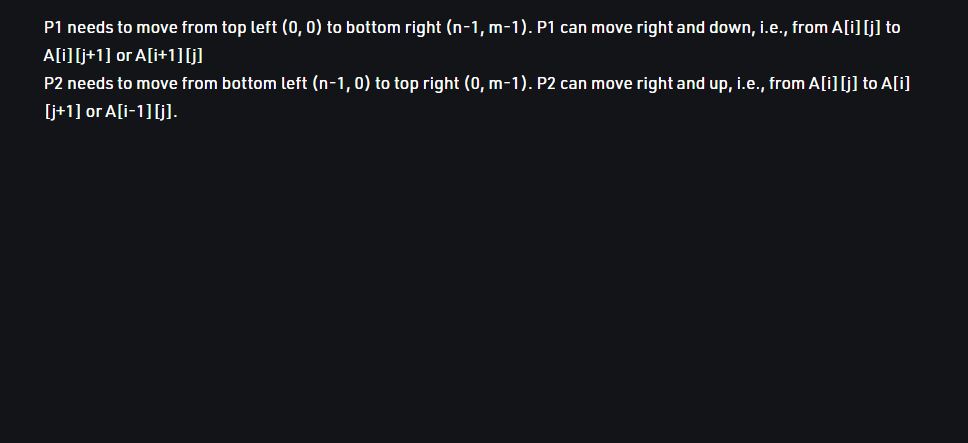 P1 needs to move from top left (0, 0) to bottom right (n-1, m-1). P1 can move right and down, i.e., from A[i][j] to
A[i][j+1] or A[i+1][j]
P2 needs to move from bottom left (n-1, 0) to top right (0, m-1). P2 can move right and up, i.e., from A[i][j] to A[i]
[j+1] or A[i-1][j].